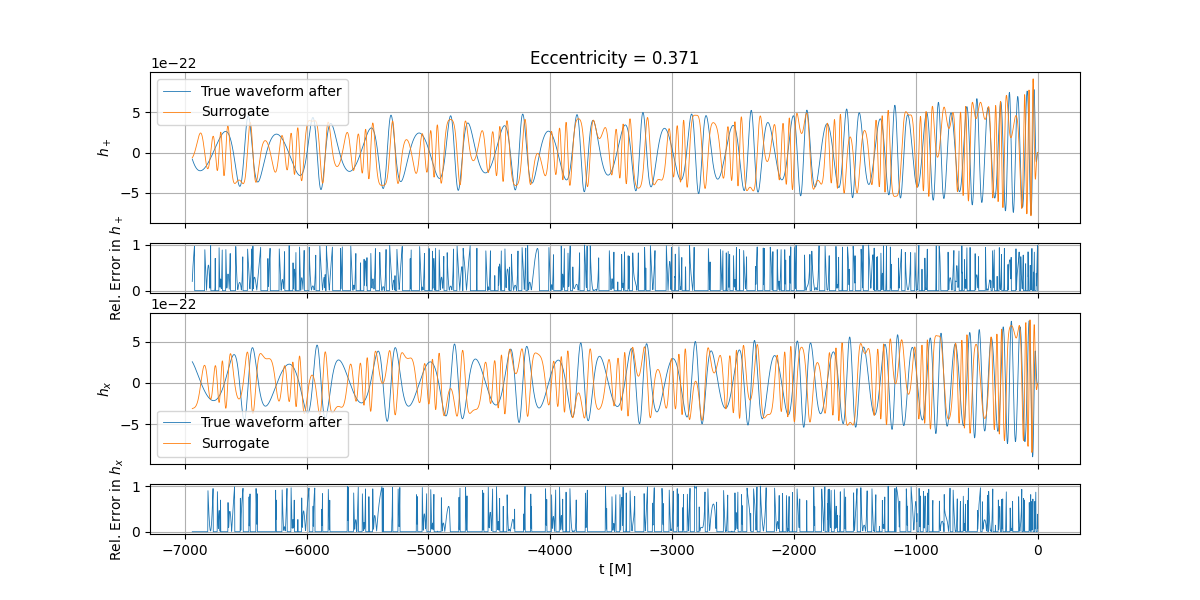 Eccentricity = 0.371
1e−22
True waveform after
Surrogate
5
0
−5
h₊
1
0
Rel. Error in h₊
1e−22
5
0
−5
hₓ
True waveform after
Surrogate
1
0
Rel. Error in hₓ
−7000 −6000 −5000 −4000 −3000 −2000 −1000 0
t [M]